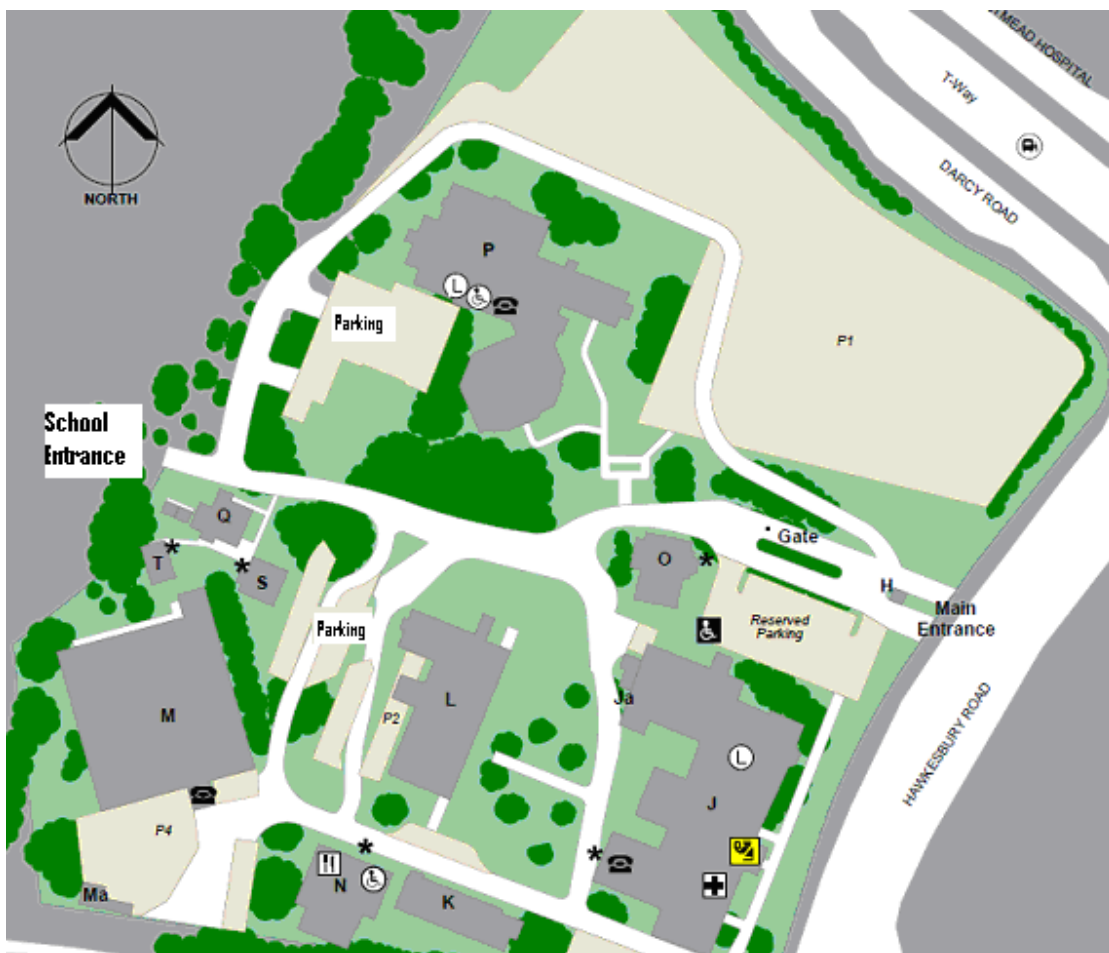 TMEAD HOSPITAL
T-Way
DARCY ROAD
NORTH
P
L
Parking
P1
School
Entrance
Q
Gate
T
S
O
H
Main
Entrance
Reserved
Parking
Parking
M
P2
L
Ja
L
J
HAWKESBURY ROAD
P4
N
K
Ma